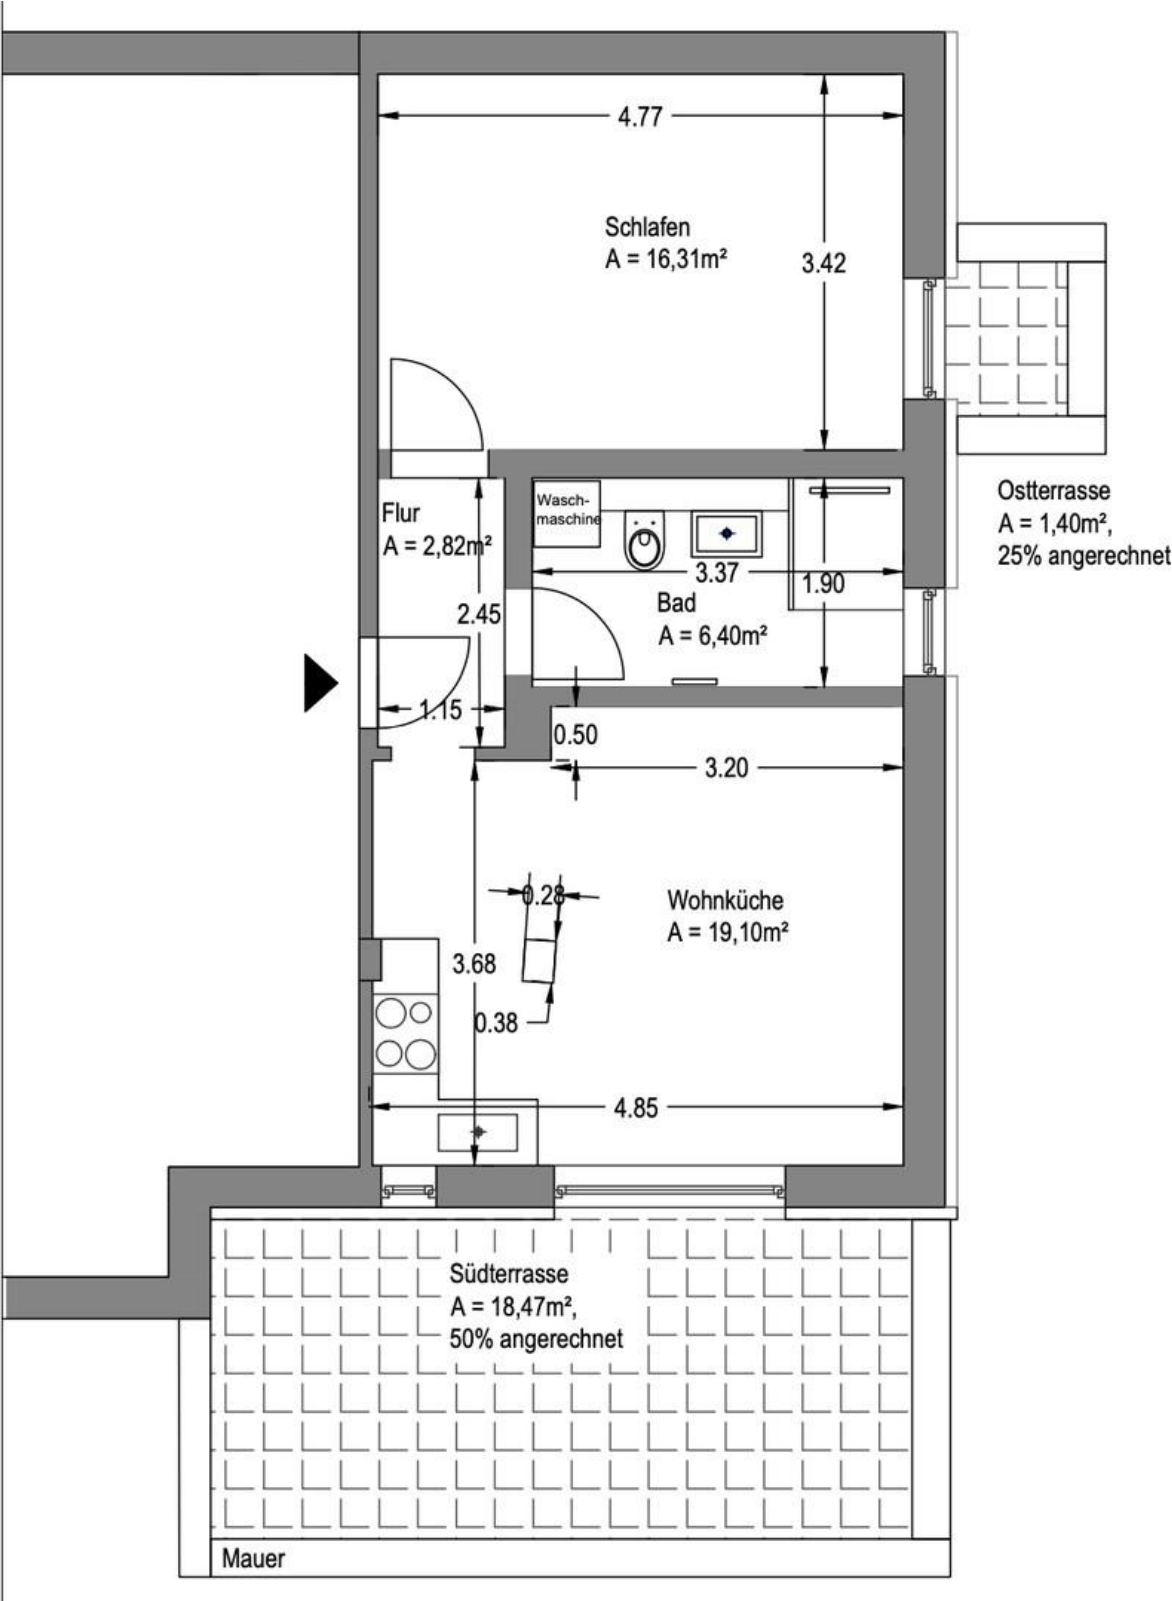 4.77
Schlafen
A = 16,31m²
3.42
Ostterrasse
A = 1,40m²,
25% angerechnet
Flur
A = 2,82m²
Wasch-
maschine
3.37
1.90
Bad
A = 6,40m²
2.45
1.15
0.50
3.20
0.28
Wohnküche
A = 19,10m²
3.68
0.38
4.85
Südterrasse
A = 18,47m²,
50% angerechnet
Mauer